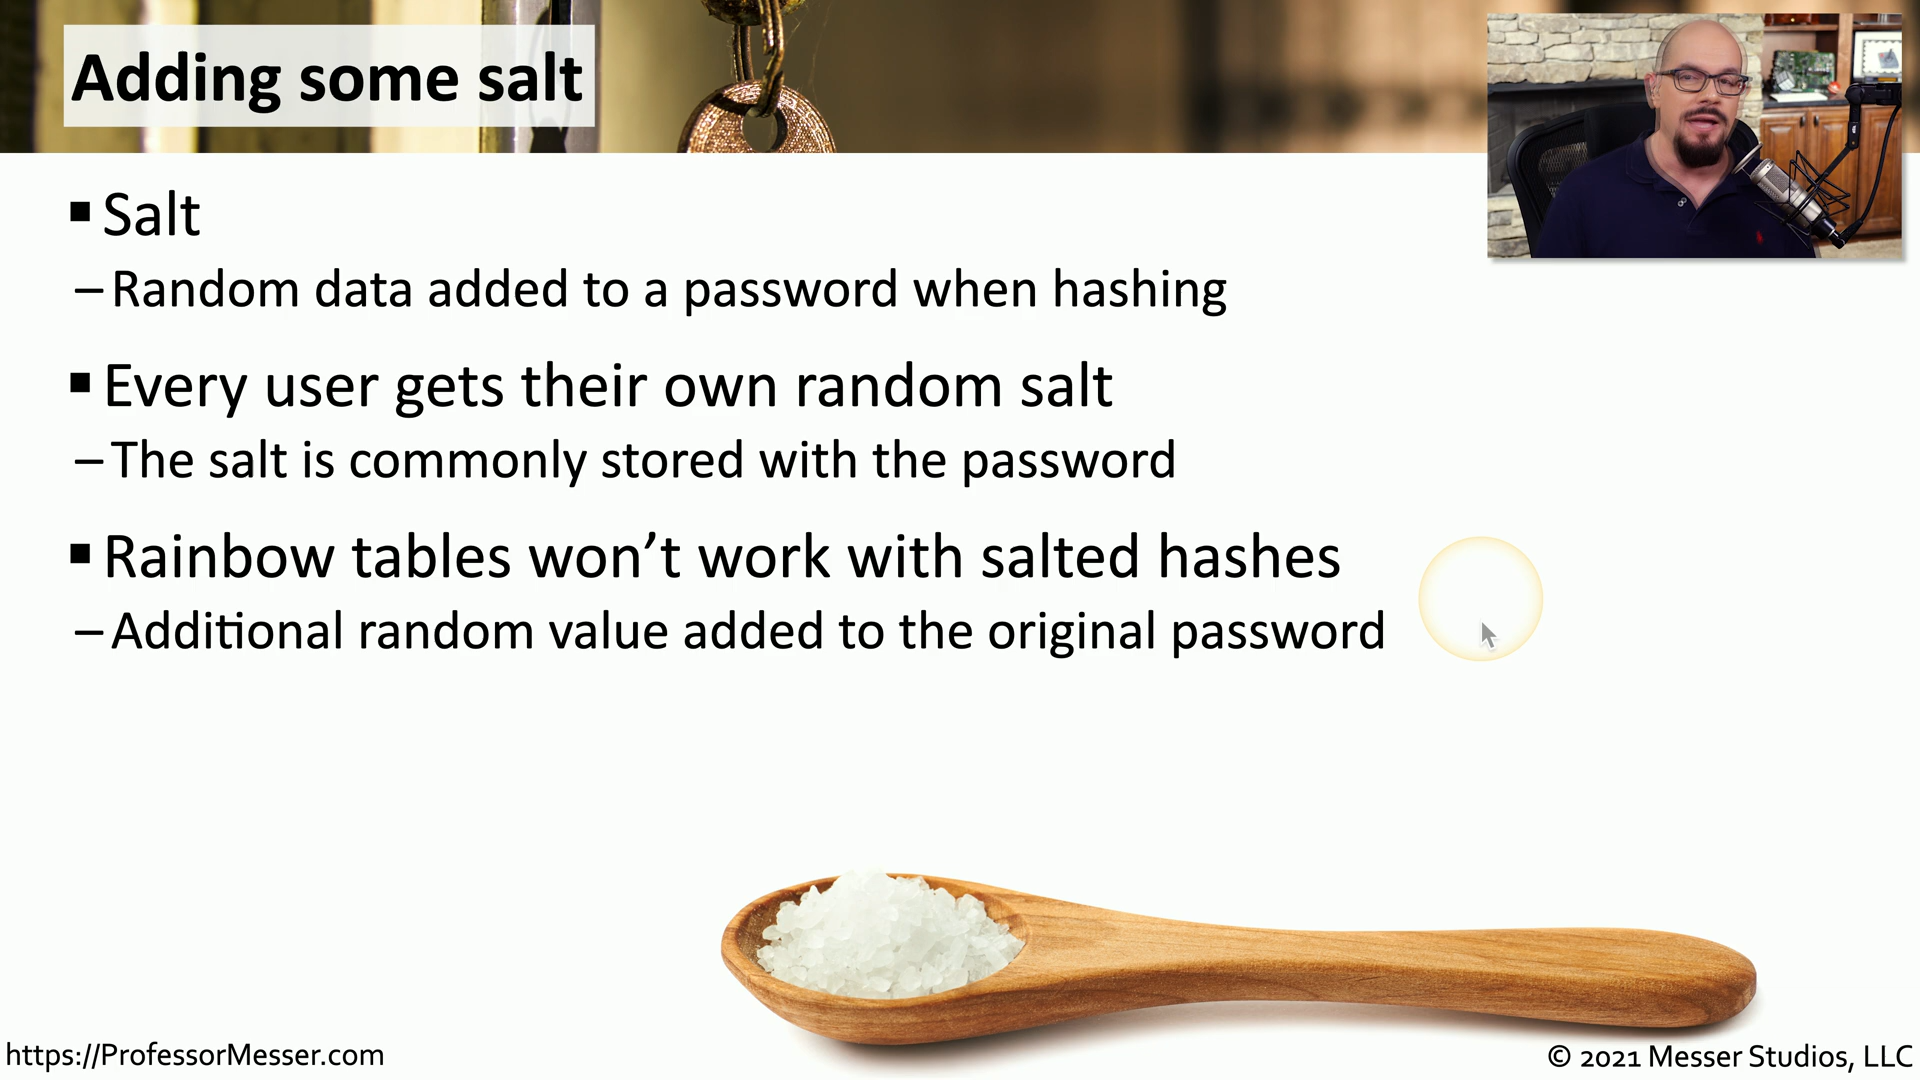 Adding some salt
▪ Salt
– Random data added to a password when hashing
▪ Every user gets their own random salt
– The salt is commonly stored with the password
▪ Rainbow tables won’t work with salted hashes
– Additional random value added to the original password
https://ProfessorMesser.com
© 2021 Messer Studios, LLC